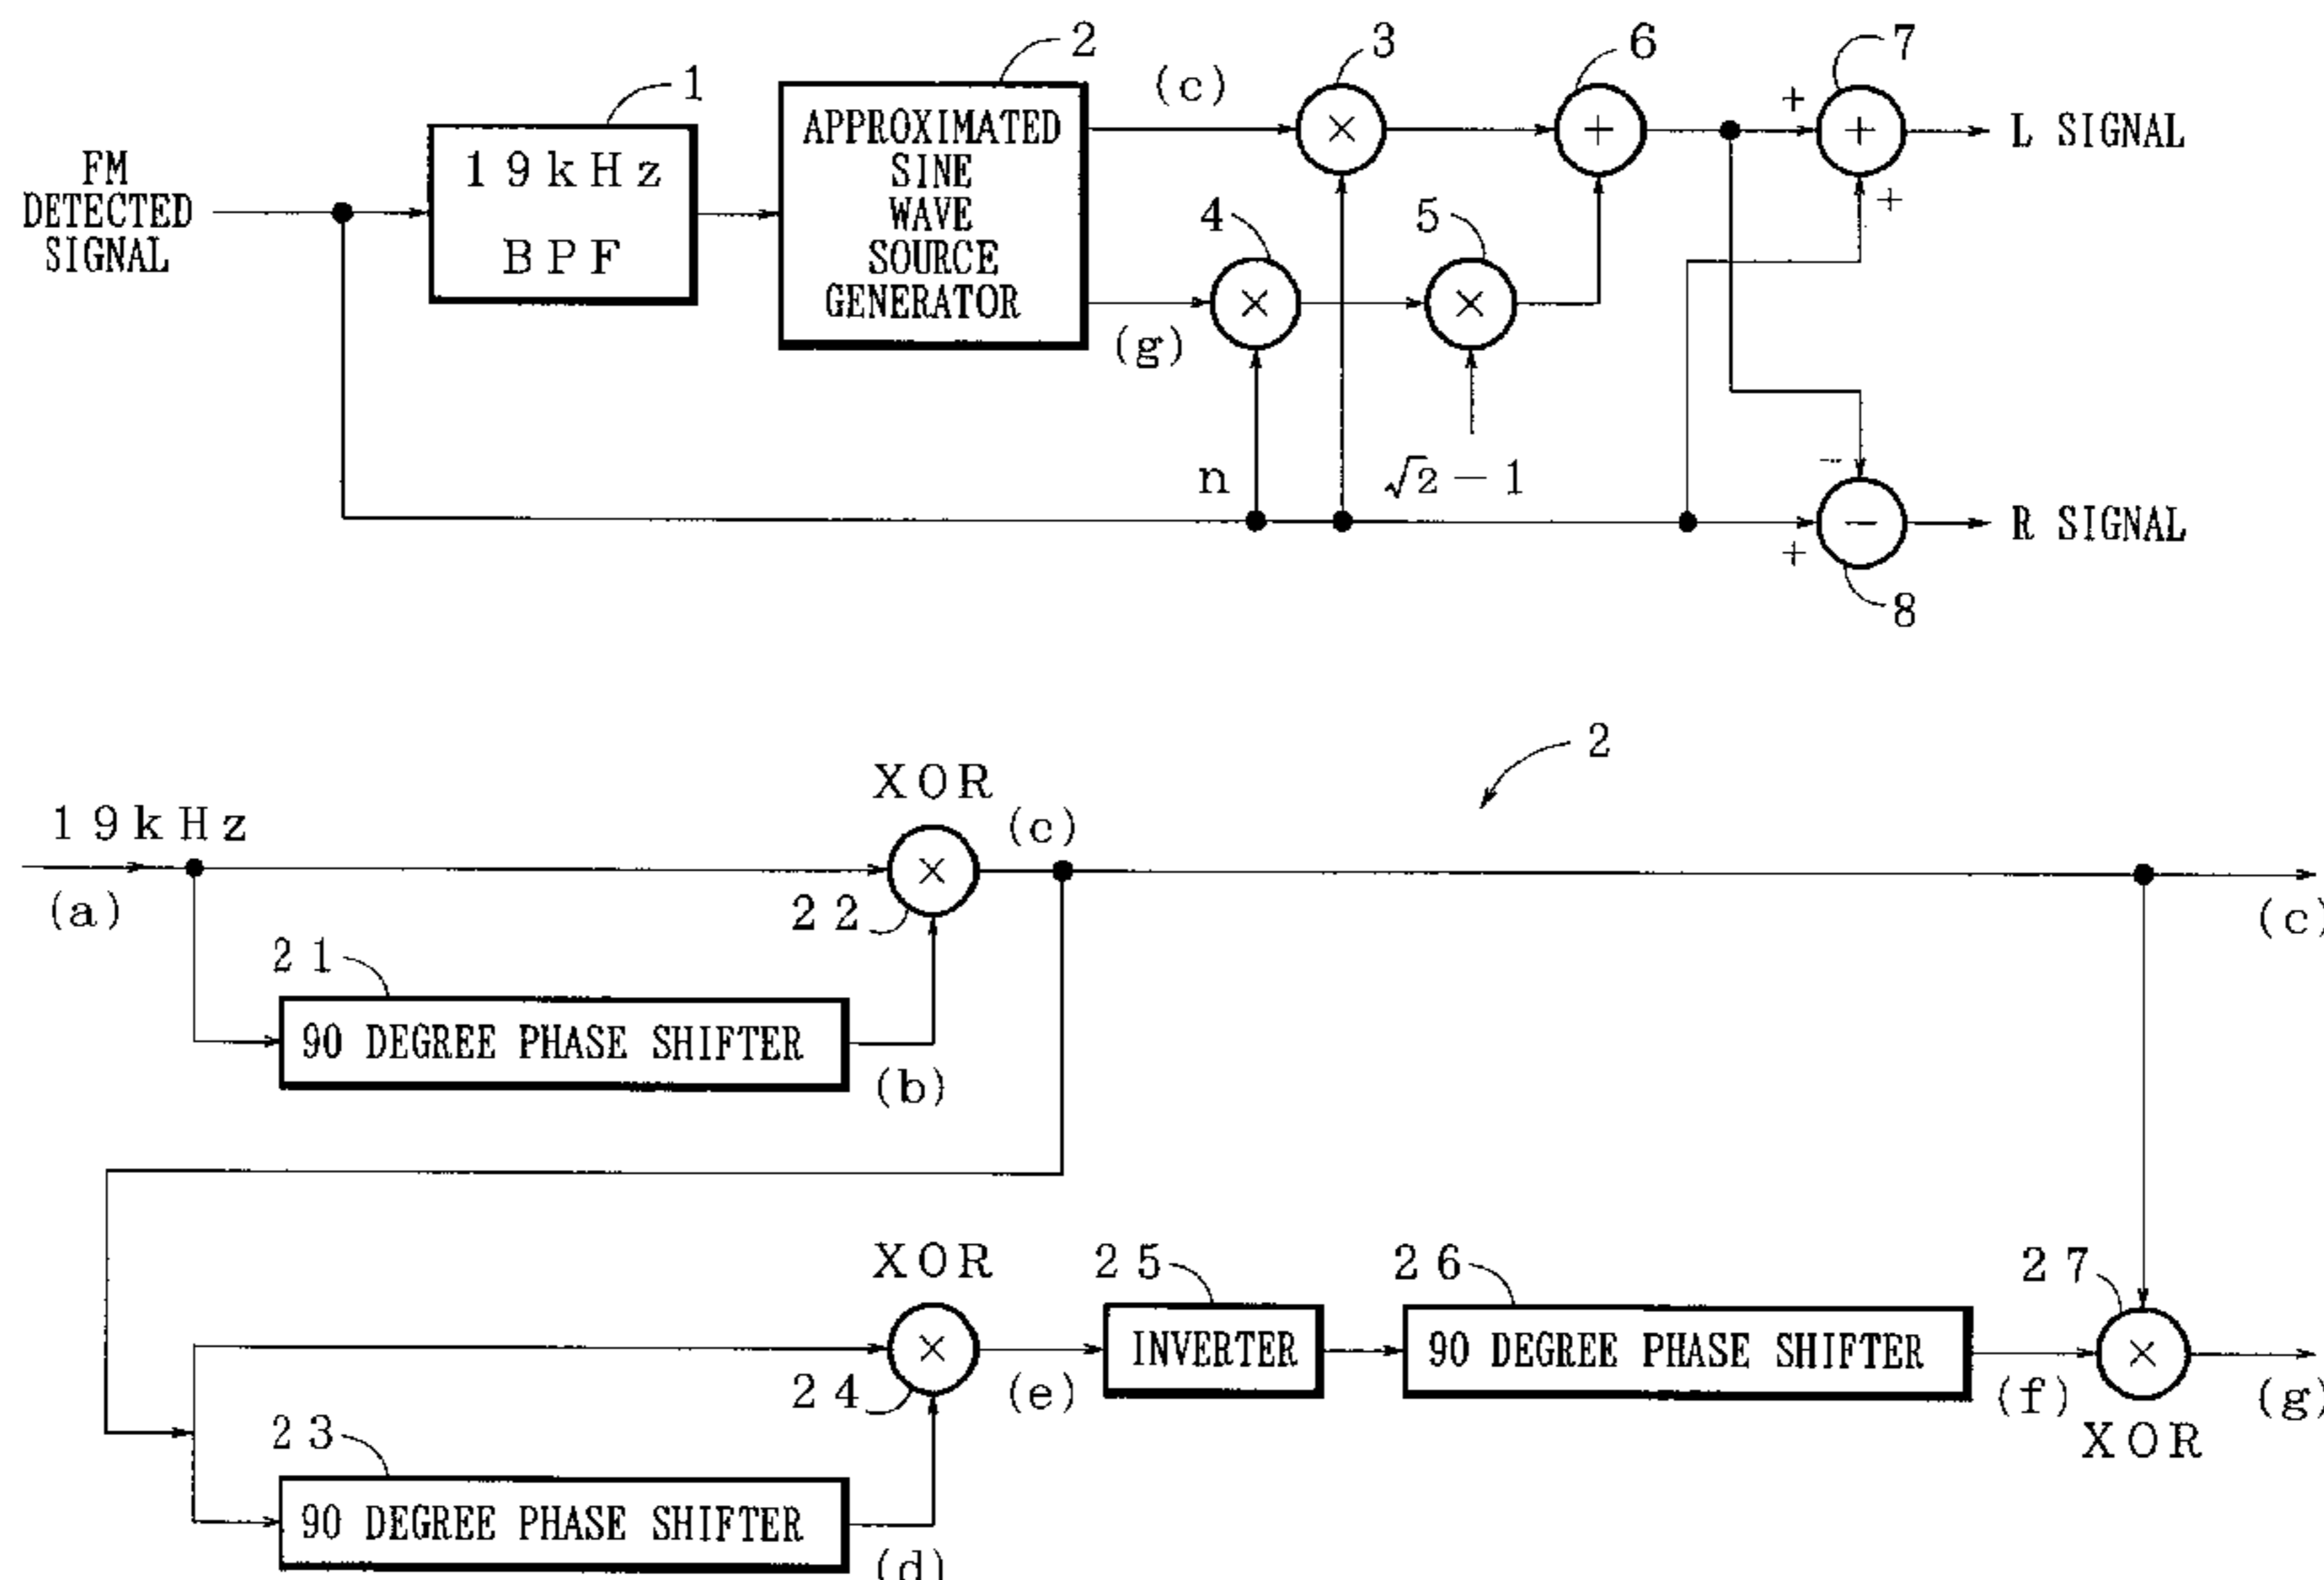 FM
DETECTED
SIGNAL
1
19kHz
BPF
2
APPROXIMATED
SINE
WAVE
SOURCE
GENERATOR
(c)
(g)
3
4
5
6
7
+
+
L SIGNAL
n
√2-1
-
+
R SIGNAL
8
2
19kHz
(a)
XOR
(c)
22
21
90 DEGREE PHASE SHIFTER
(b)
(c)
XOR
24
(e)
25
INVERTER
26
90 DEGREE PHASE SHIFTER
(f)
27
XOR
(g)
23
90 DEGREE PHASE SHIFTER
(d)